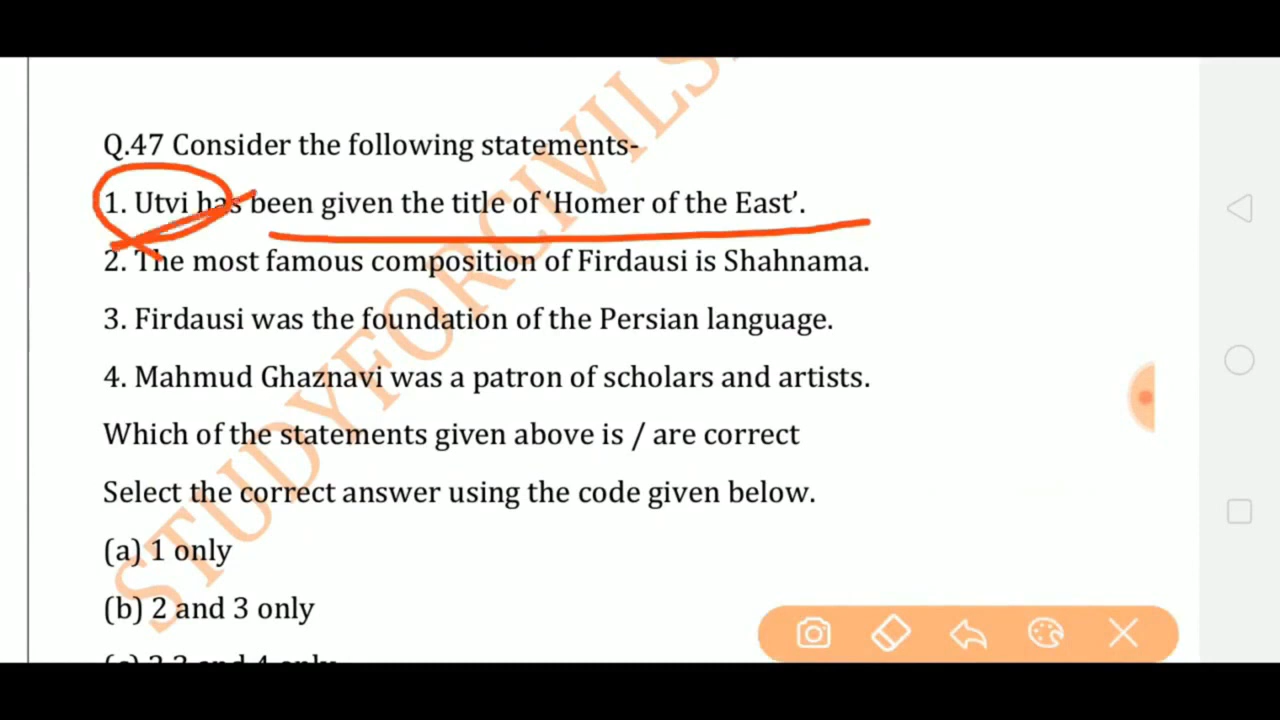 Q.47 Consider the following statements-
1. Utvi has been given the title of ‘Homer of the East’.
2. The most famous composition of Firdausi is Shahnama.
3. Firdausi was the foundation of the Persian language.
4. Mahmud Ghaznavi was a patron of scholars and artists.
Which of the statements given above is / are correct
Select the correct answer using the code given below.
(a) 1 only
(b) 2 and 3 only
STUDYFORCIVILS